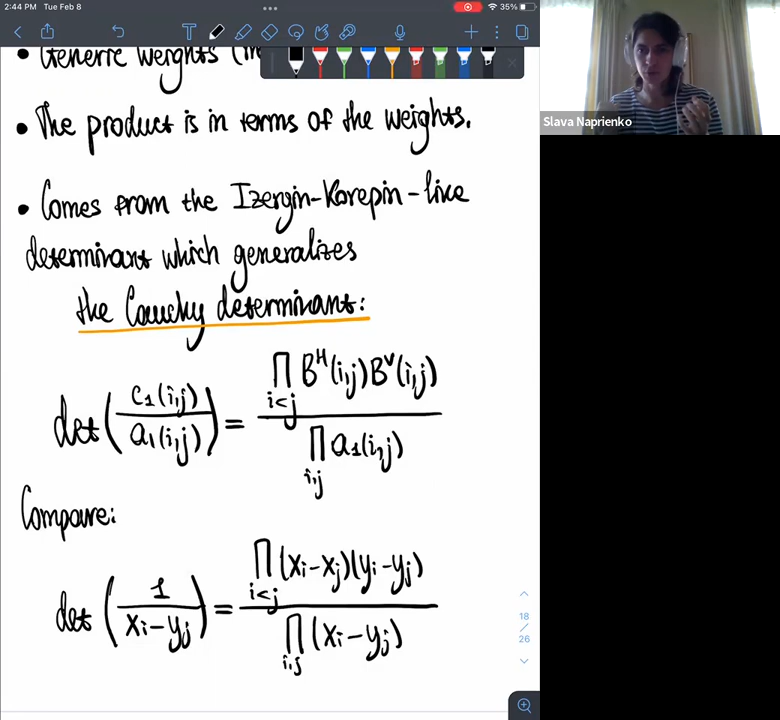 2:44 PM Tue Feb 8
35%
• Generic weights
• The product is in terms of the weights.
• Comes from the Izergin-Korepin-like
determinant which generalizes
the Cauchy determinant:
det(c₁(i,j)/a₁(i,j)) = ∏_{i<j} B^H(i,j)B^V(i,j) / ∏_{i,j} a₁(i,j)
Compare:
det(1/(xᵢ-yⱼ)) = ∏_{i<j} (xᵢ-xⱼ)(yᵢ-yⱼ) / ∏_{i,j} (xᵢ-yⱼ)
18
/
26
Slava Naprienko